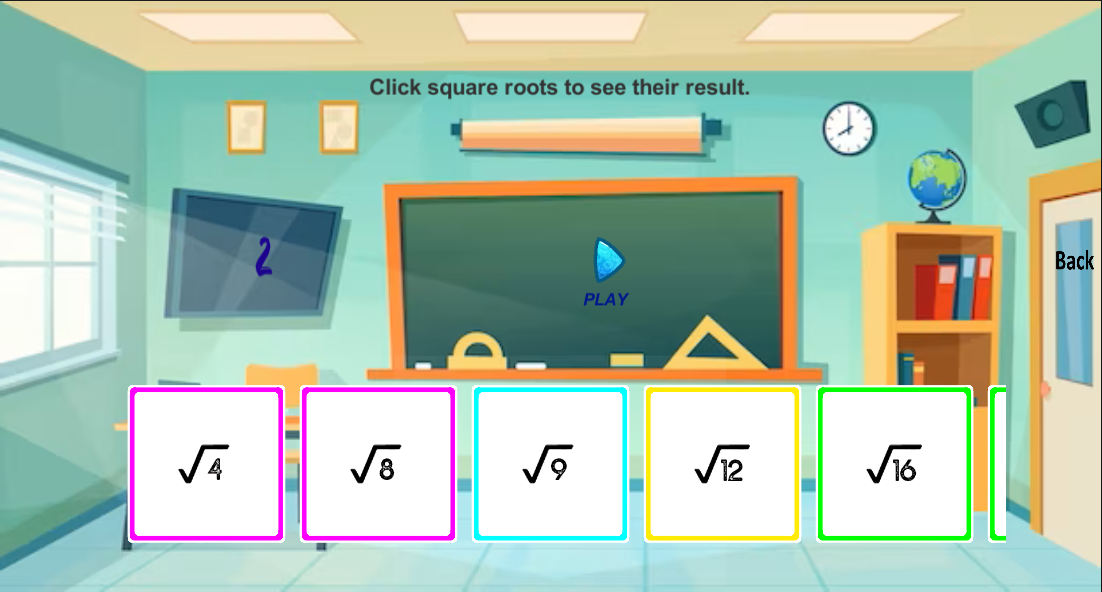 Click square roots to see their result.
2
PLAY
Back
√4
√8
√9
√12
√16